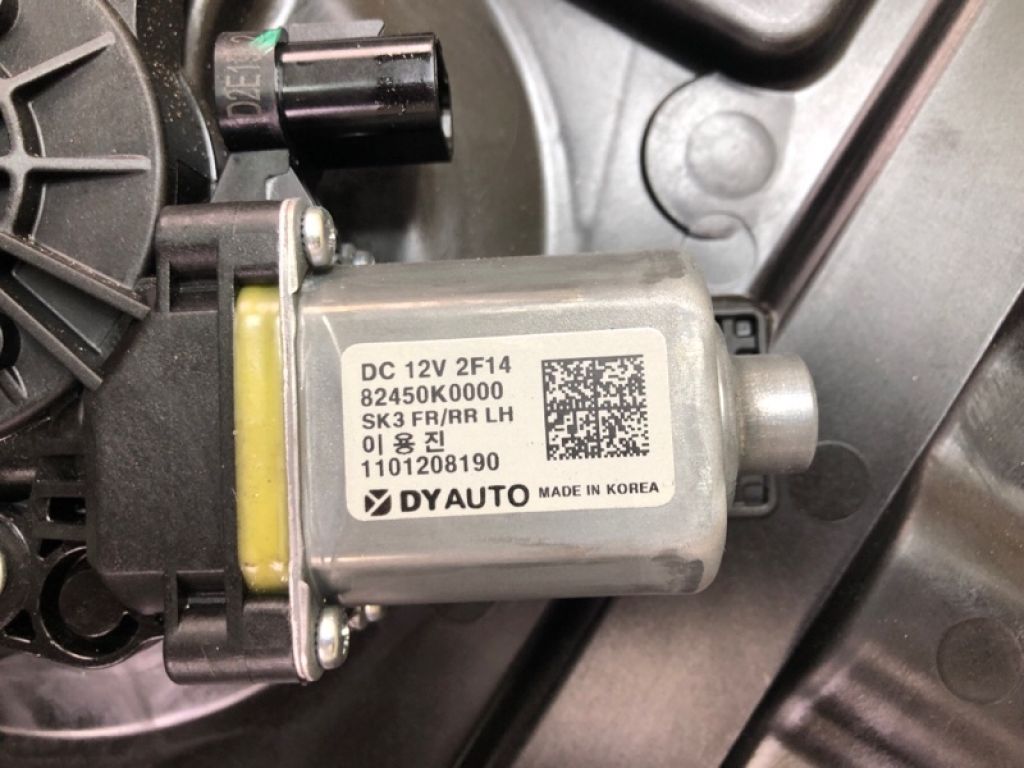 DC 12V 2F14
82450K0000
SK3 FR/RR LH
이 용 진
1101208190
DYAUTO MADE IN KOREA